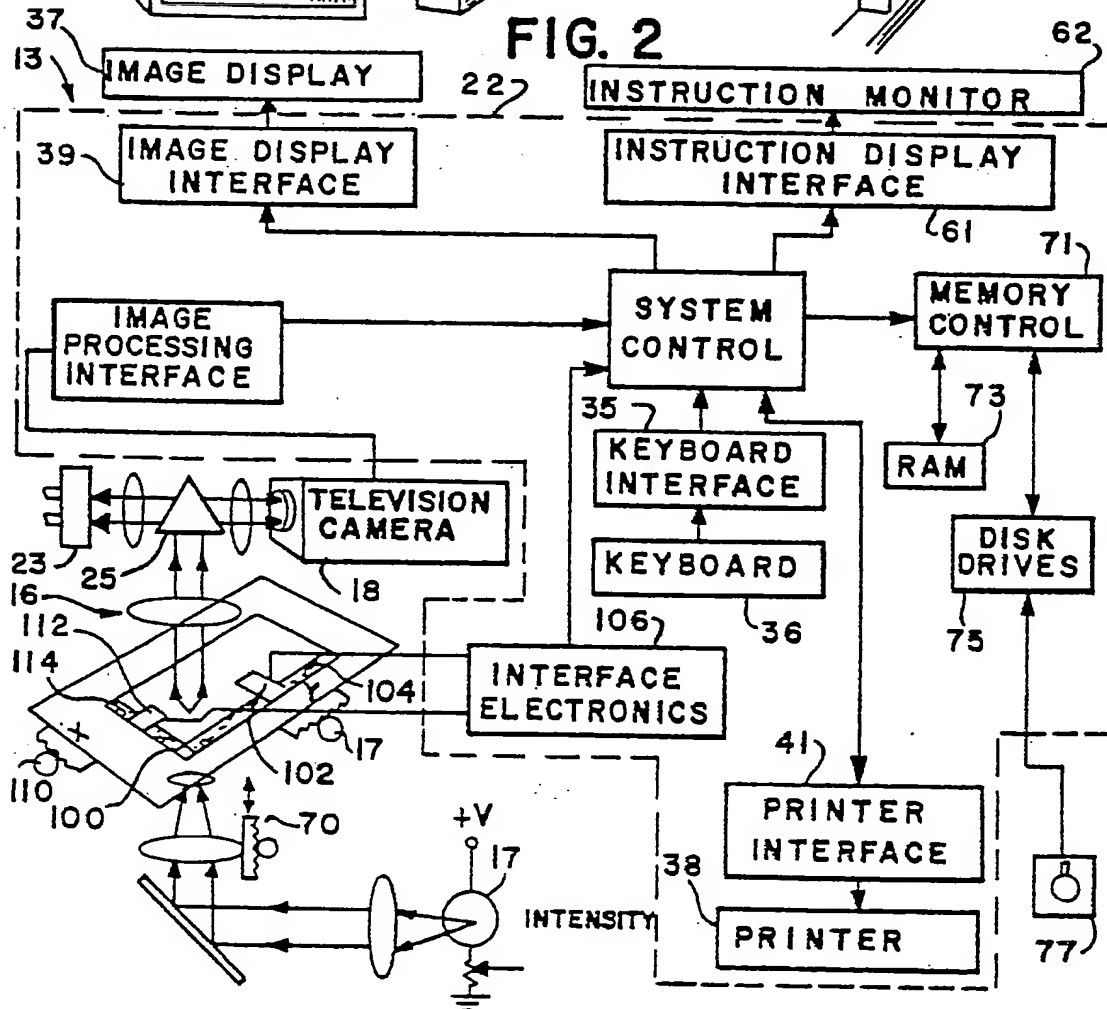 FIG. 2
37
13
IMAGE DISPLAY
22
62
INSTRUCTION MONITOR
39
IMAGE DISPLAY
INTERFACE
INSTRUCTION DISPLAY
INTERFACE
61
71
IMAGE
PROCESSING
INTERFACE
SYSTEM
CONTROL
MEMORY
CONTROL
35
73
KEYBOARD
INTERFACE
RAM
TELEVISION
CAMERA
23
25
18
KEYBOARD
36
DISK
DRIVES
75
16
112
114
106
104
INTERFACE
ELECTRONICS
X
Y
17
110
102
100
41
70
PRINTER
INTERFACE
+V
17
38
INTENSITY
PRINTER
77